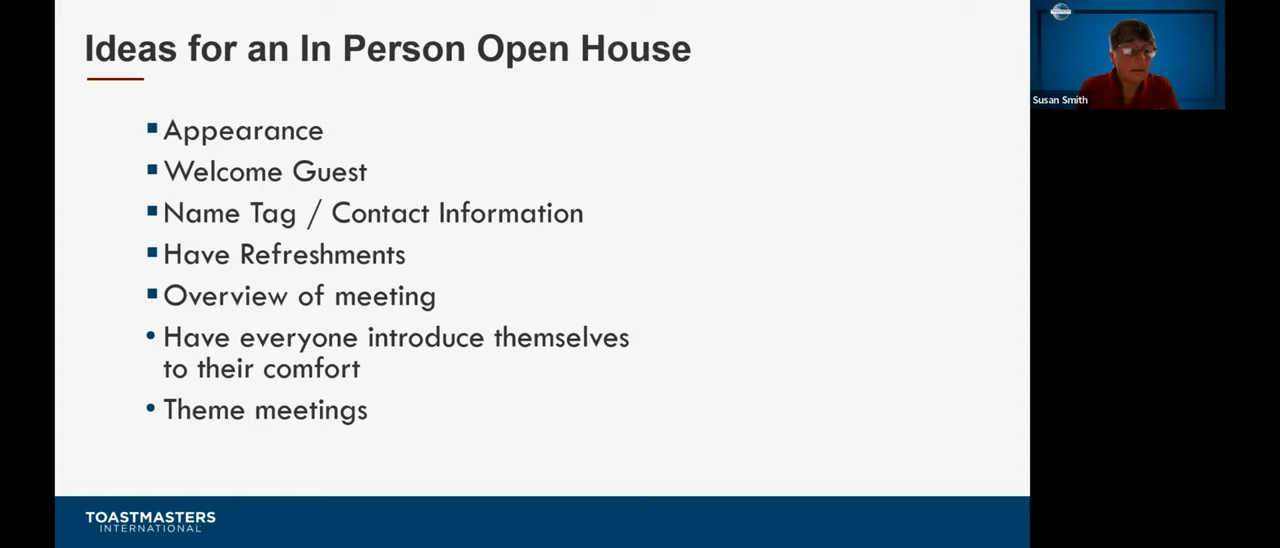 Ideas for an In Person Open House
▪ Appearance
▪ Welcome Guest
▪ Name Tag / Contact Information
▪ Have Refreshments
▪ Overview of meeting
• Have everyone introduce themselves
to their comfort
• Theme meetings
TOASTMASTERS
INTERNATIONAL
Susan Smith